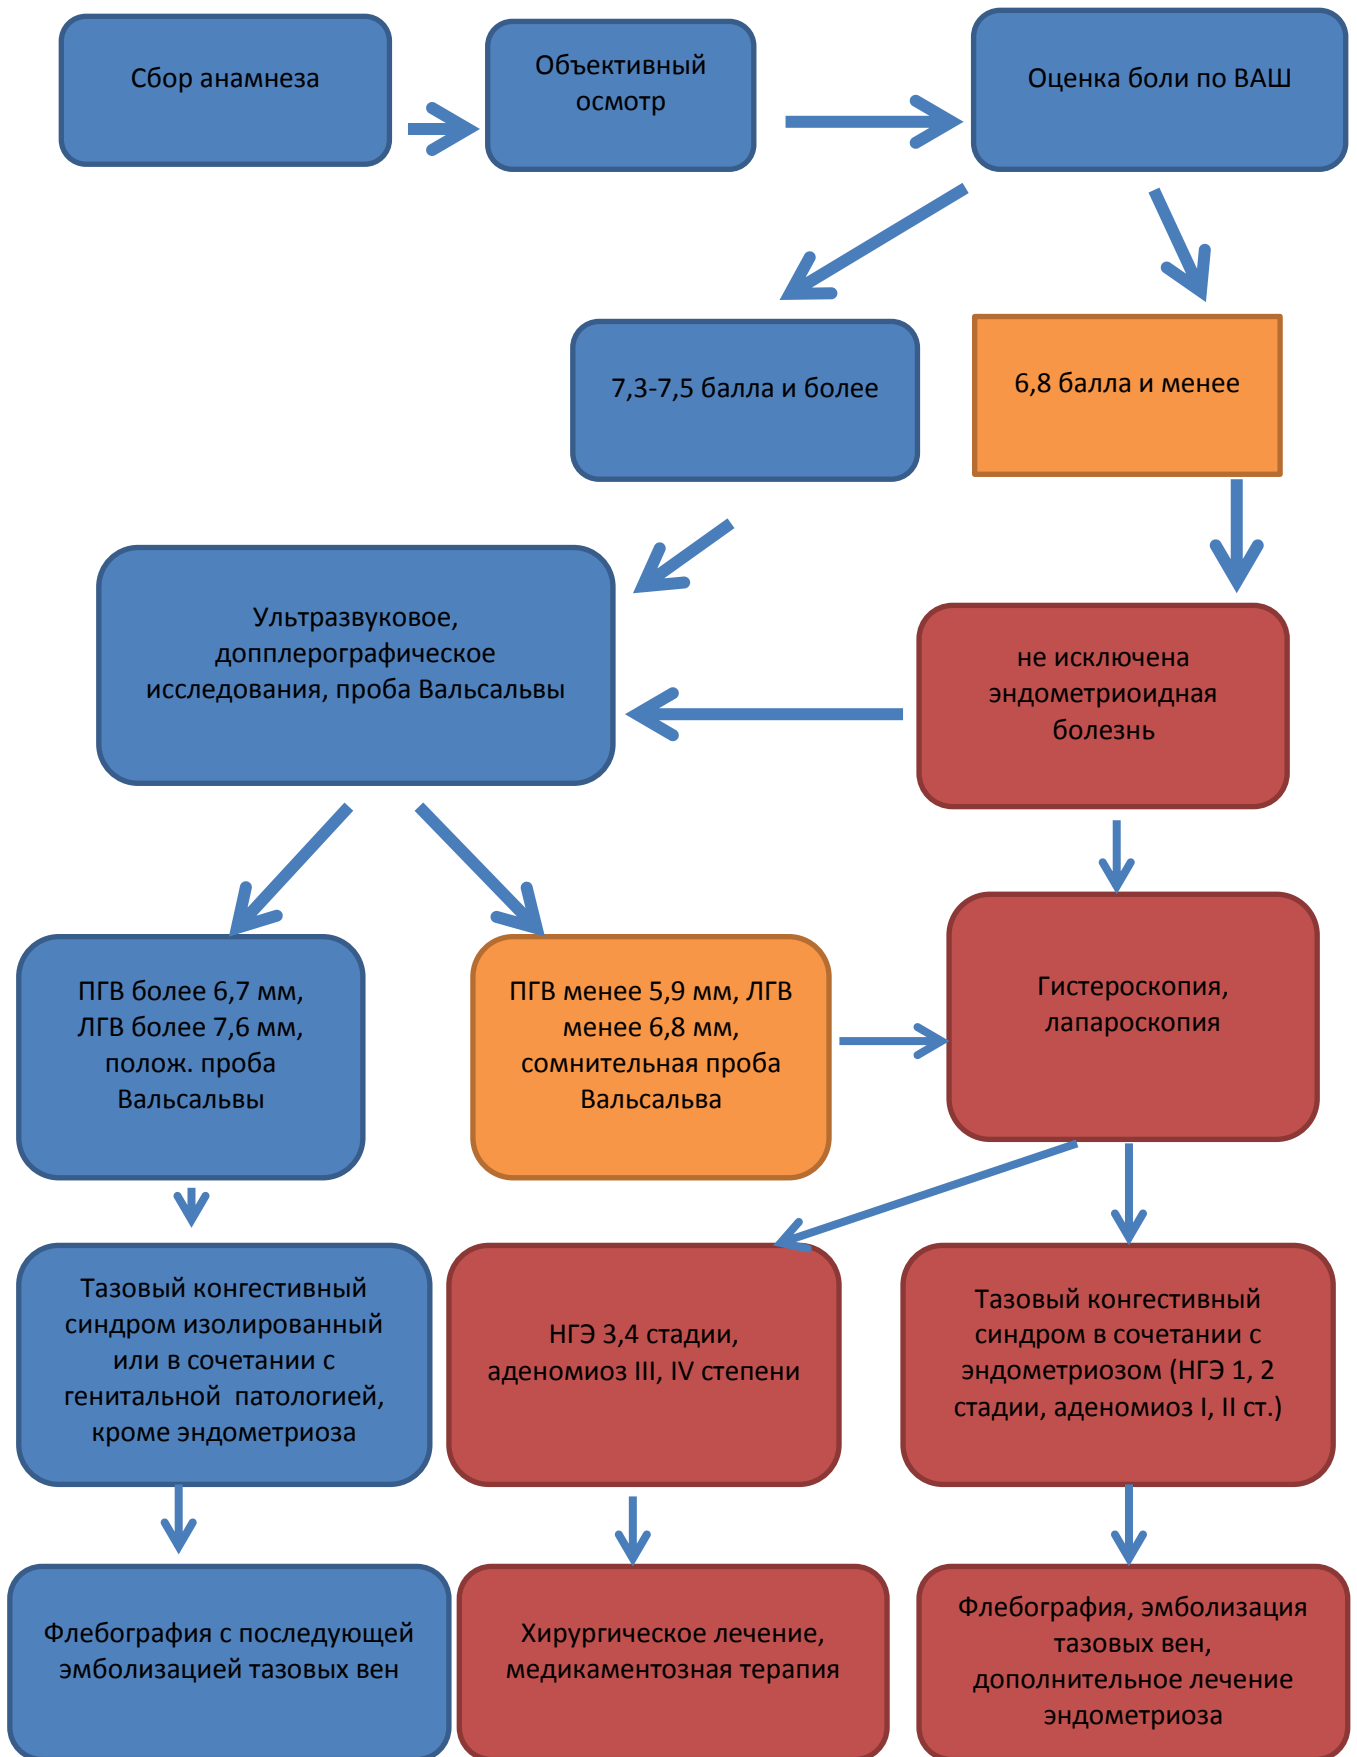 Сбор анамнеза
Объективный
осмотр
Оценка боли по ВАШ
7,3-7,5 балла и более
6,8 балла и менее
Ультразвуковое,
допплерографическое
исследования, проба Вальсальвы
не исключена
эндометриоидная
болезнь
ПГВ более 6,7 мм,
ЛГВ более 7,6 мм,
полож. проба
Вальсальвы
ПГВ менее 5,9 мм, ЛГВ
менее 6,8 мм,
сомнительная проба
Вальсальва
Гистероскопия,
лапароскопия
Тазовый конгестивный
синдром изолированный
или в сочетании с
генитальной патологией,
кроме эндометриоза
НГЭ 3,4 стадии,
аденомиоз III, IV степени
Тазовый конгестивный
синдром в сочетании с
эндометриозом (НГЭ 1, 2
стадии, аденомиоз I, II ст.)
Флебография с последующей
эмболизацией тазовых вен
Хирургическое лечение,
медикаментозная терапия
Флебография, эмболизация
тазовых вен,
дополнительное лечение
эндометриоза